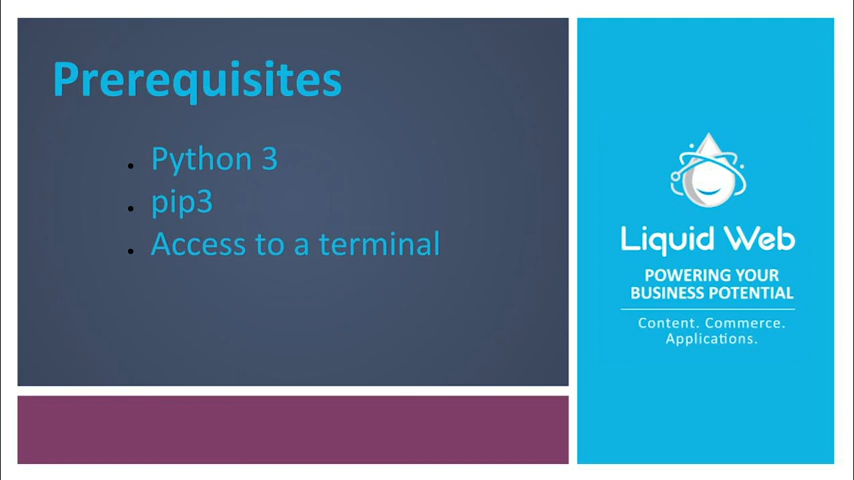 Prerequisites
Python 3
pip3
Access to a terminal
Liquid Web
POWERING YOUR
BUSINESS POTENTIAL
Content. Commerce.
Applications.